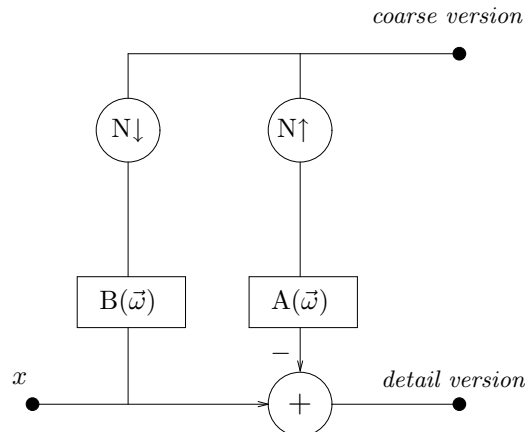 coarse version
N↓
N↑
B(ω⃗)
A(ω⃗)
−
x
+
detail version